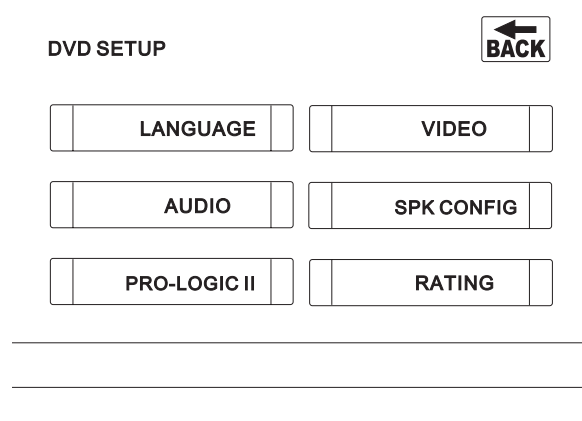 DVD SETUP
BACK
LANGUAGE
VIDEO
AUDIO
SPK CONFIG
PRO-LOGIC II
RATING